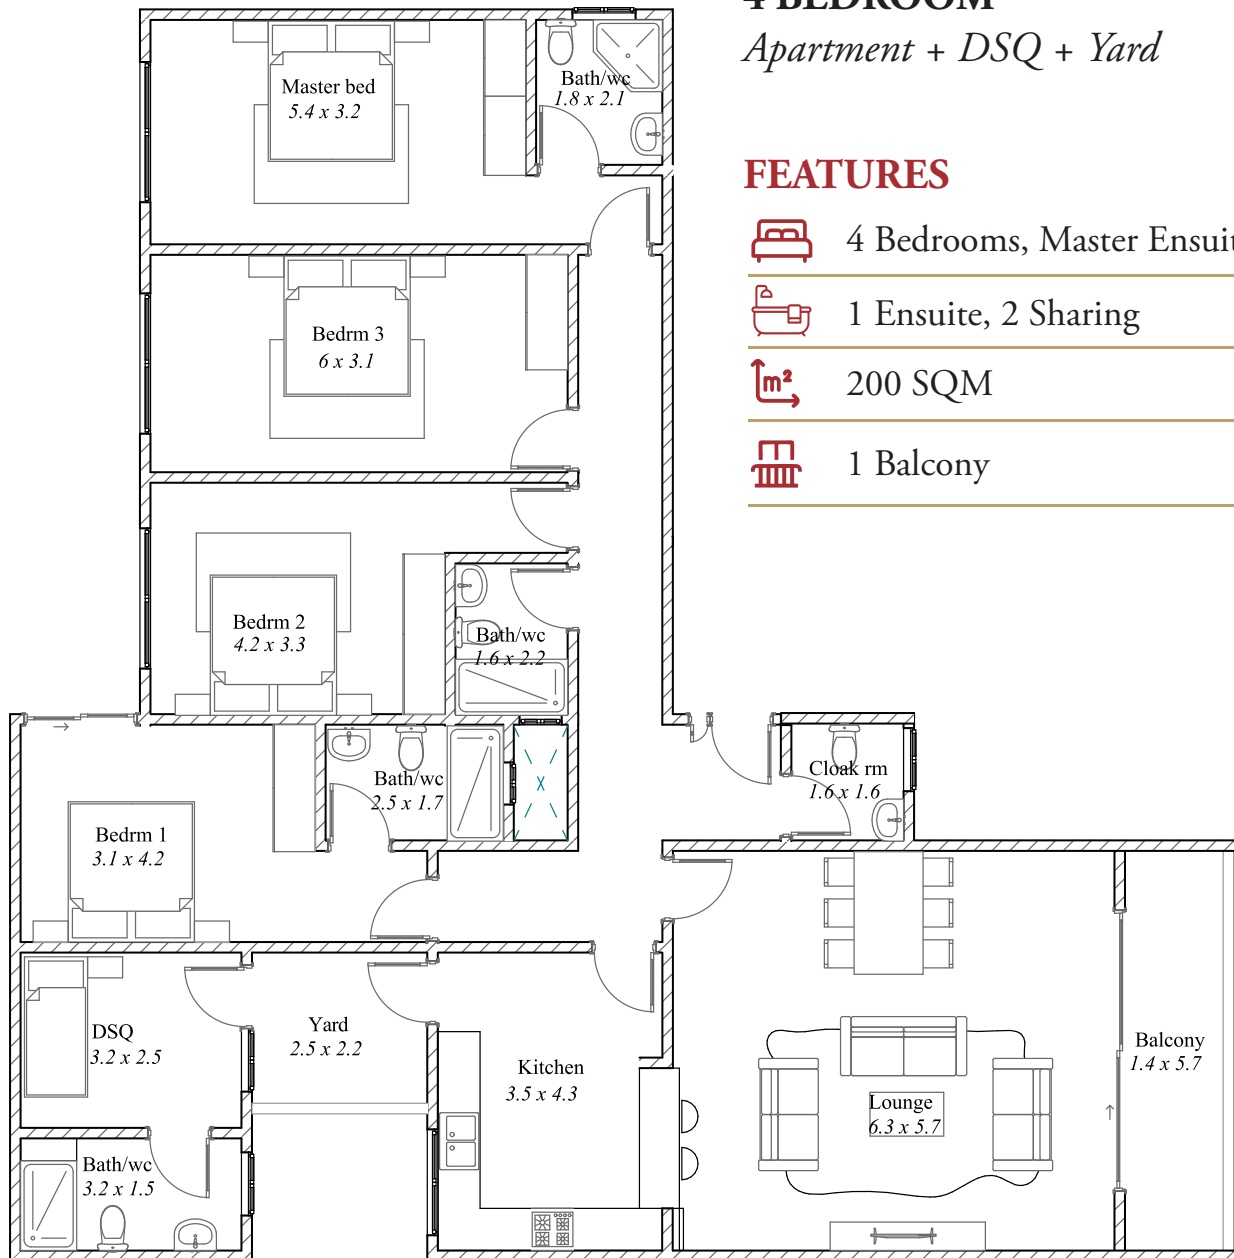 4 BEDROOM
Apartment + DSQ + Yard
FEATURES
4 Bedrooms, Master Ensuit
1 Ensuite, 2 Sharing
m²
200 SQM
1 Balcony
Master bed
5.4 x 3.2
Bath/wc
1.8 x 2.1
Bedrm 3
6 x 3.1
Bedrm 2
4.2 x 3.3
Bath/wc
1.6 x 2.2
Bath/wc
2.5 x 1.7
Cloak rm
1.6 x 1.6
Bedrm 1
3.1 x 4.2
DSQ
3.2 x 2.5
Yard
2.5 x 2.2
Kitchen
3.5 x 4.3
Lounge
6.3 x 5.7
Balcony
1.4 x 5.7
Bath/wc
3.2 x 1.5